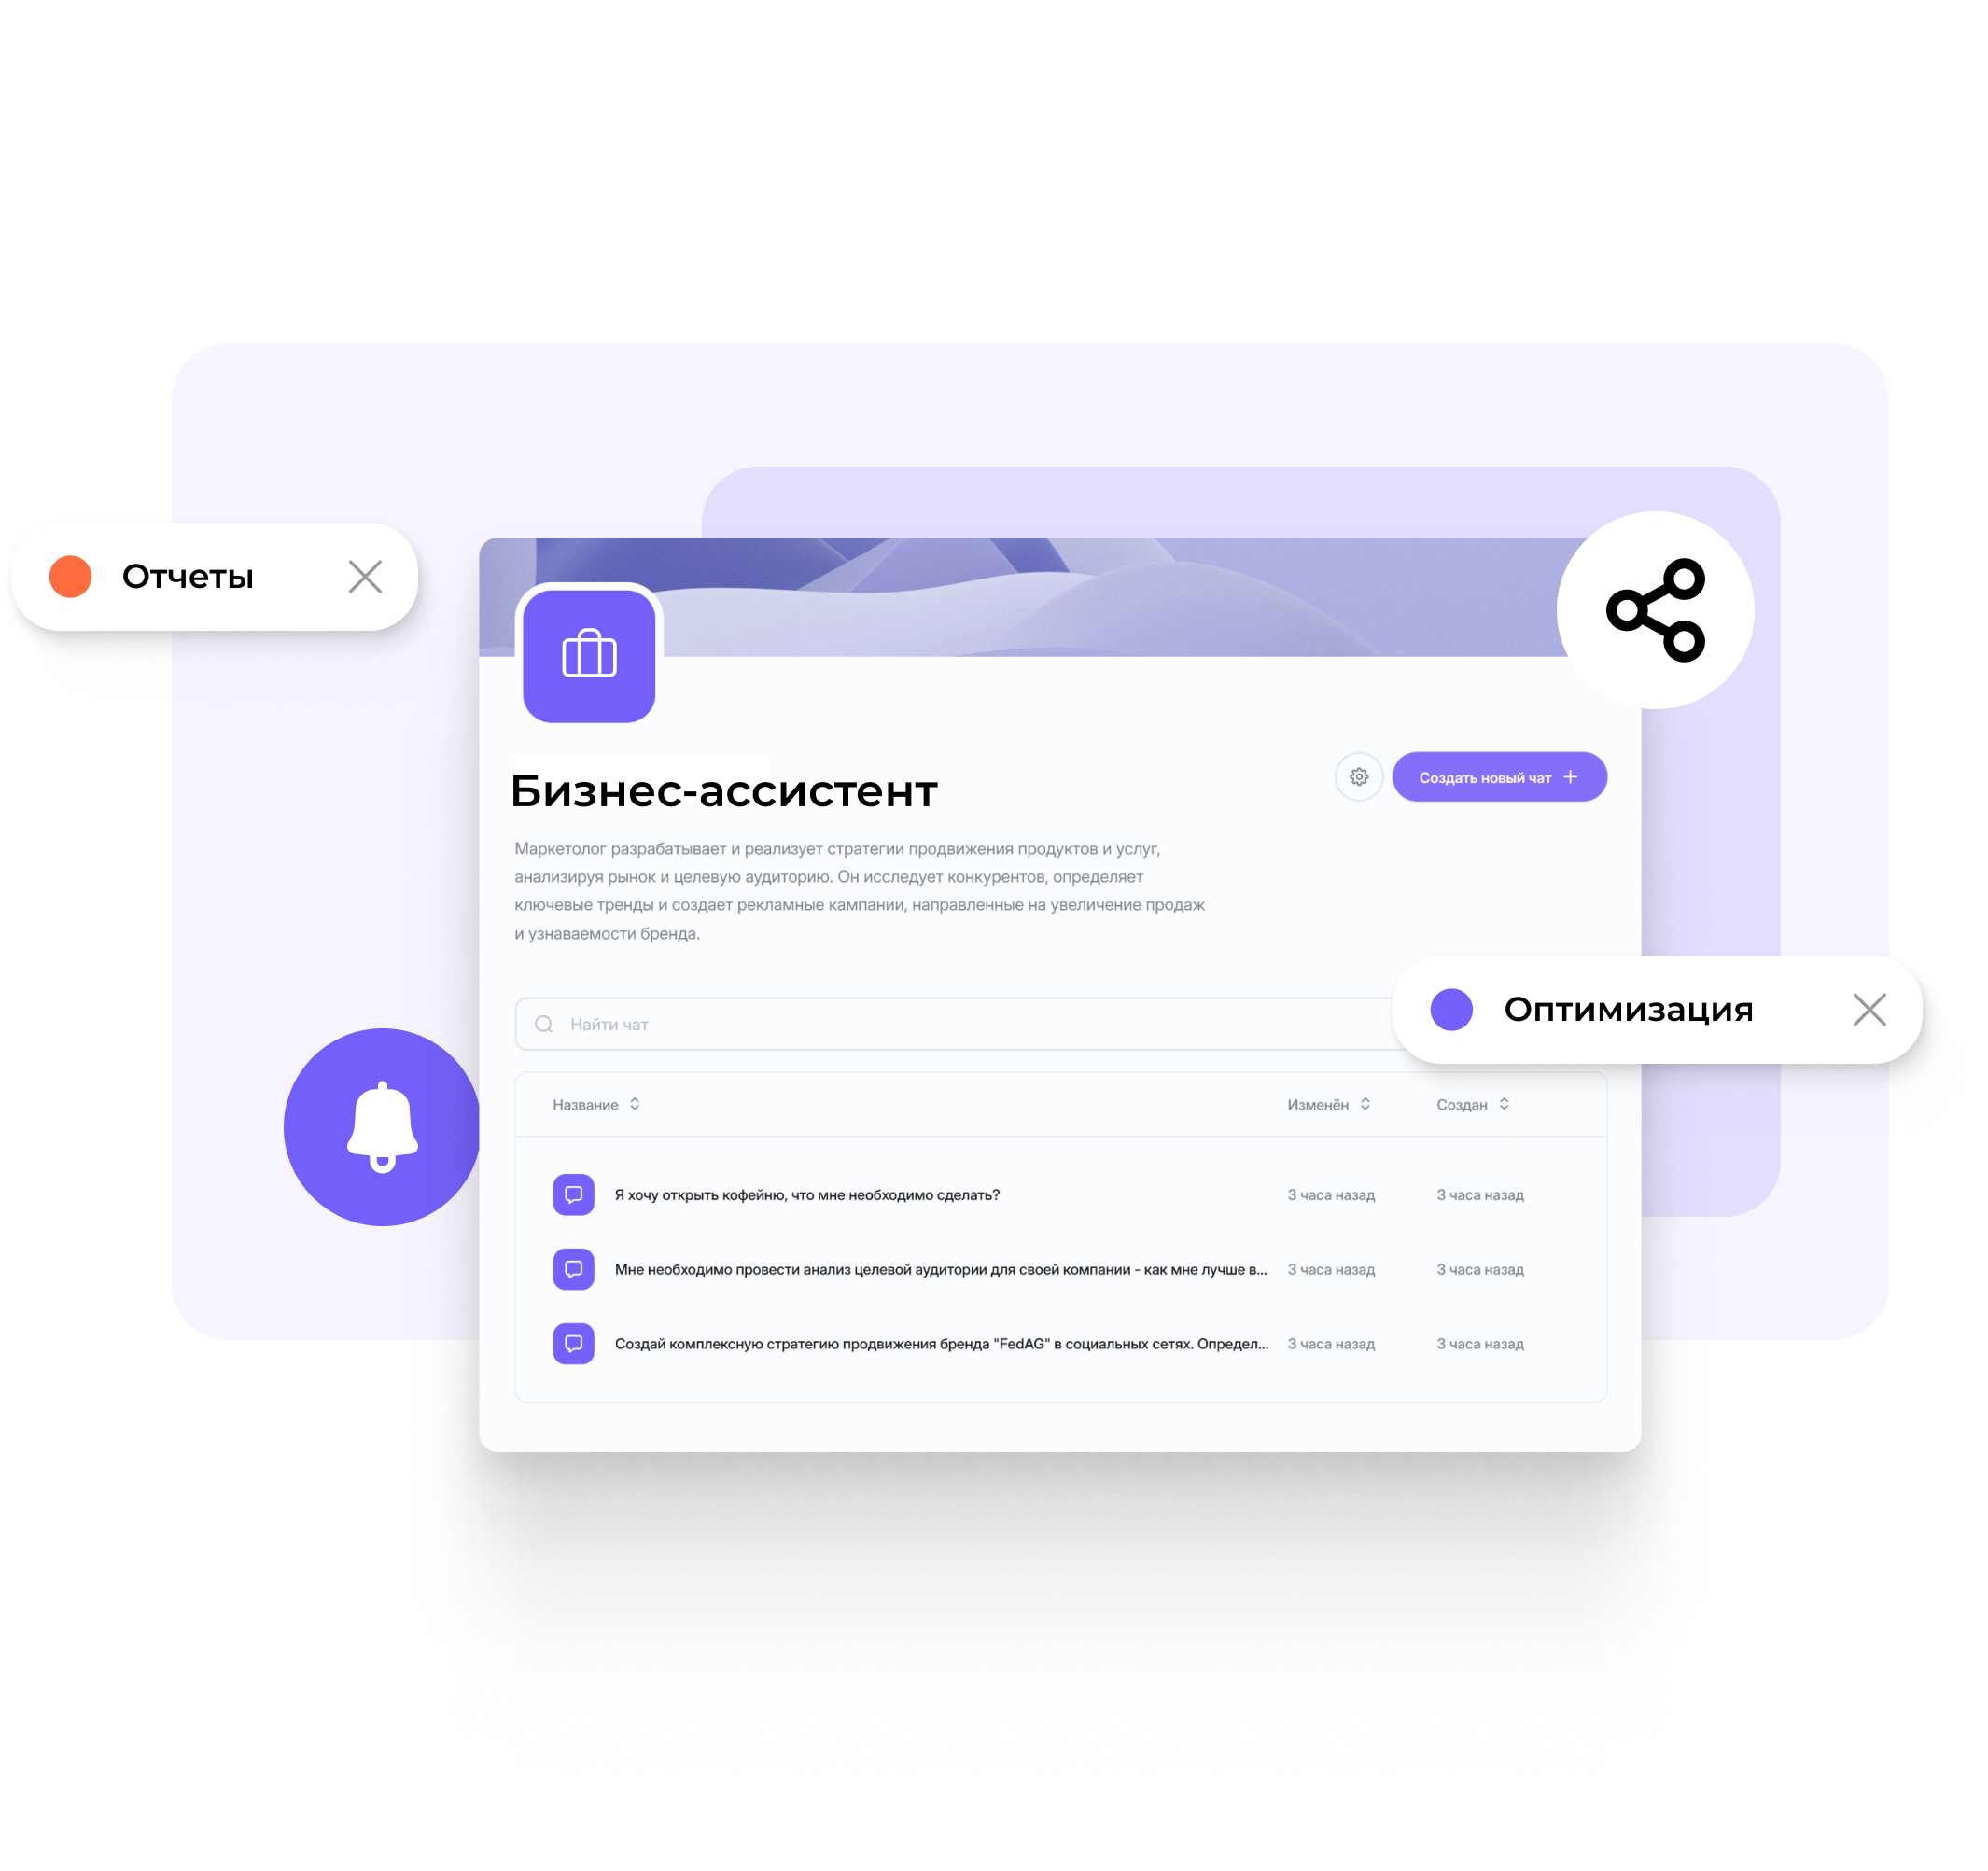 Отчеты
Бизнес-ассистент
Создать новый чат
Маркетолог разрабатывает и реализует стратегии продвижения продуктов и услуг,
анализируя рынок и целевую аудиторию. Он исследует конкурентов, определяет
ключевые тренды и создает рекламные кампании, направленные на увеличение продаж
и узнаваемости бренда.
Оптимизация
Найти чат
Название Изменён Создан
Я хочу открыть кофейню, что мне необходимо сделать? 3 часа назад 3 часа назад
Мне необходимо провести анализ целевой аудитории для своей компании - как мне лучше в... 3 часа назад 3 часа назад
Создай комплексную стратегию продвижения бренда "FedAG" в социальных сетях. Определ... 3 часа назад 3 часа назад